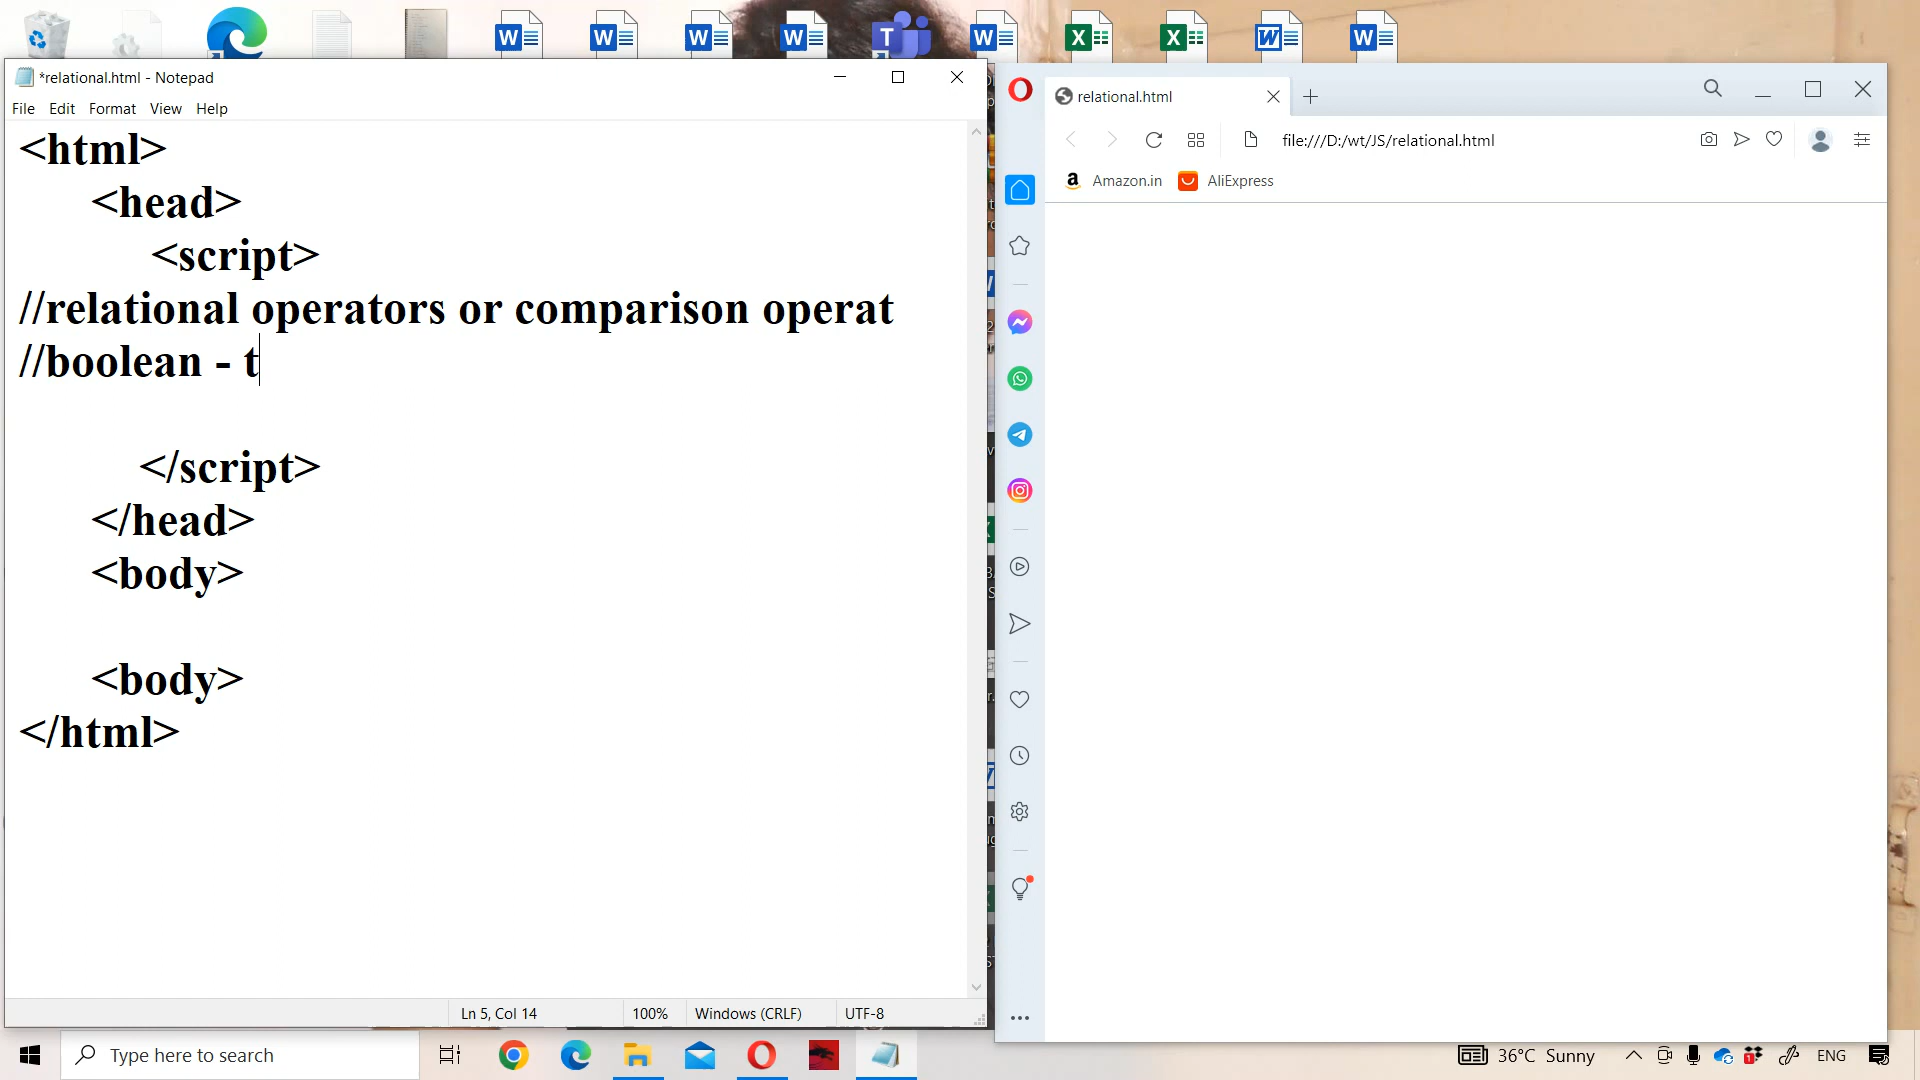 *relational.html - Notepad
File Edit Format View Help
<html>
<head>
<script>
//relational operators or comparison operat
//boolean - t
</script>
</head>
<body>
<body>
</html>
Ln 5, Col 14 100% Windows (CRLF) UTF-8
relational.html
file:///D:/wt/JS/relational.html
Amazon.in AliExpress
Type here to search
36°C Sunny
ENG